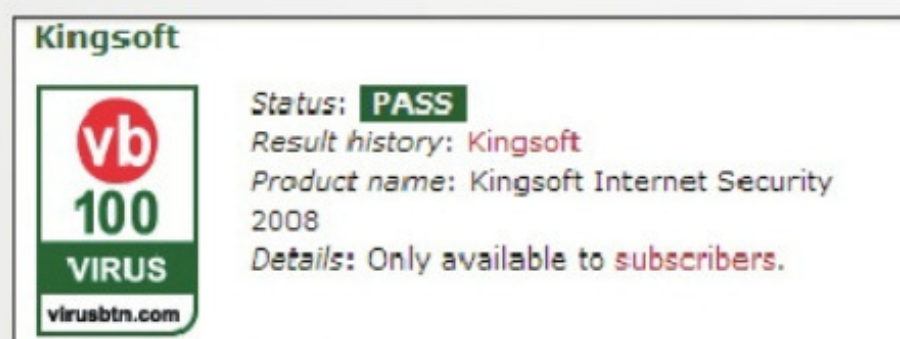 Kingsoft
vb
100
VIRUS
virusbtn.com
Status: PASS
Result history: Kingsoft
Product name: Kingsoft Internet Security
2008
Details: Only available to subscribers.